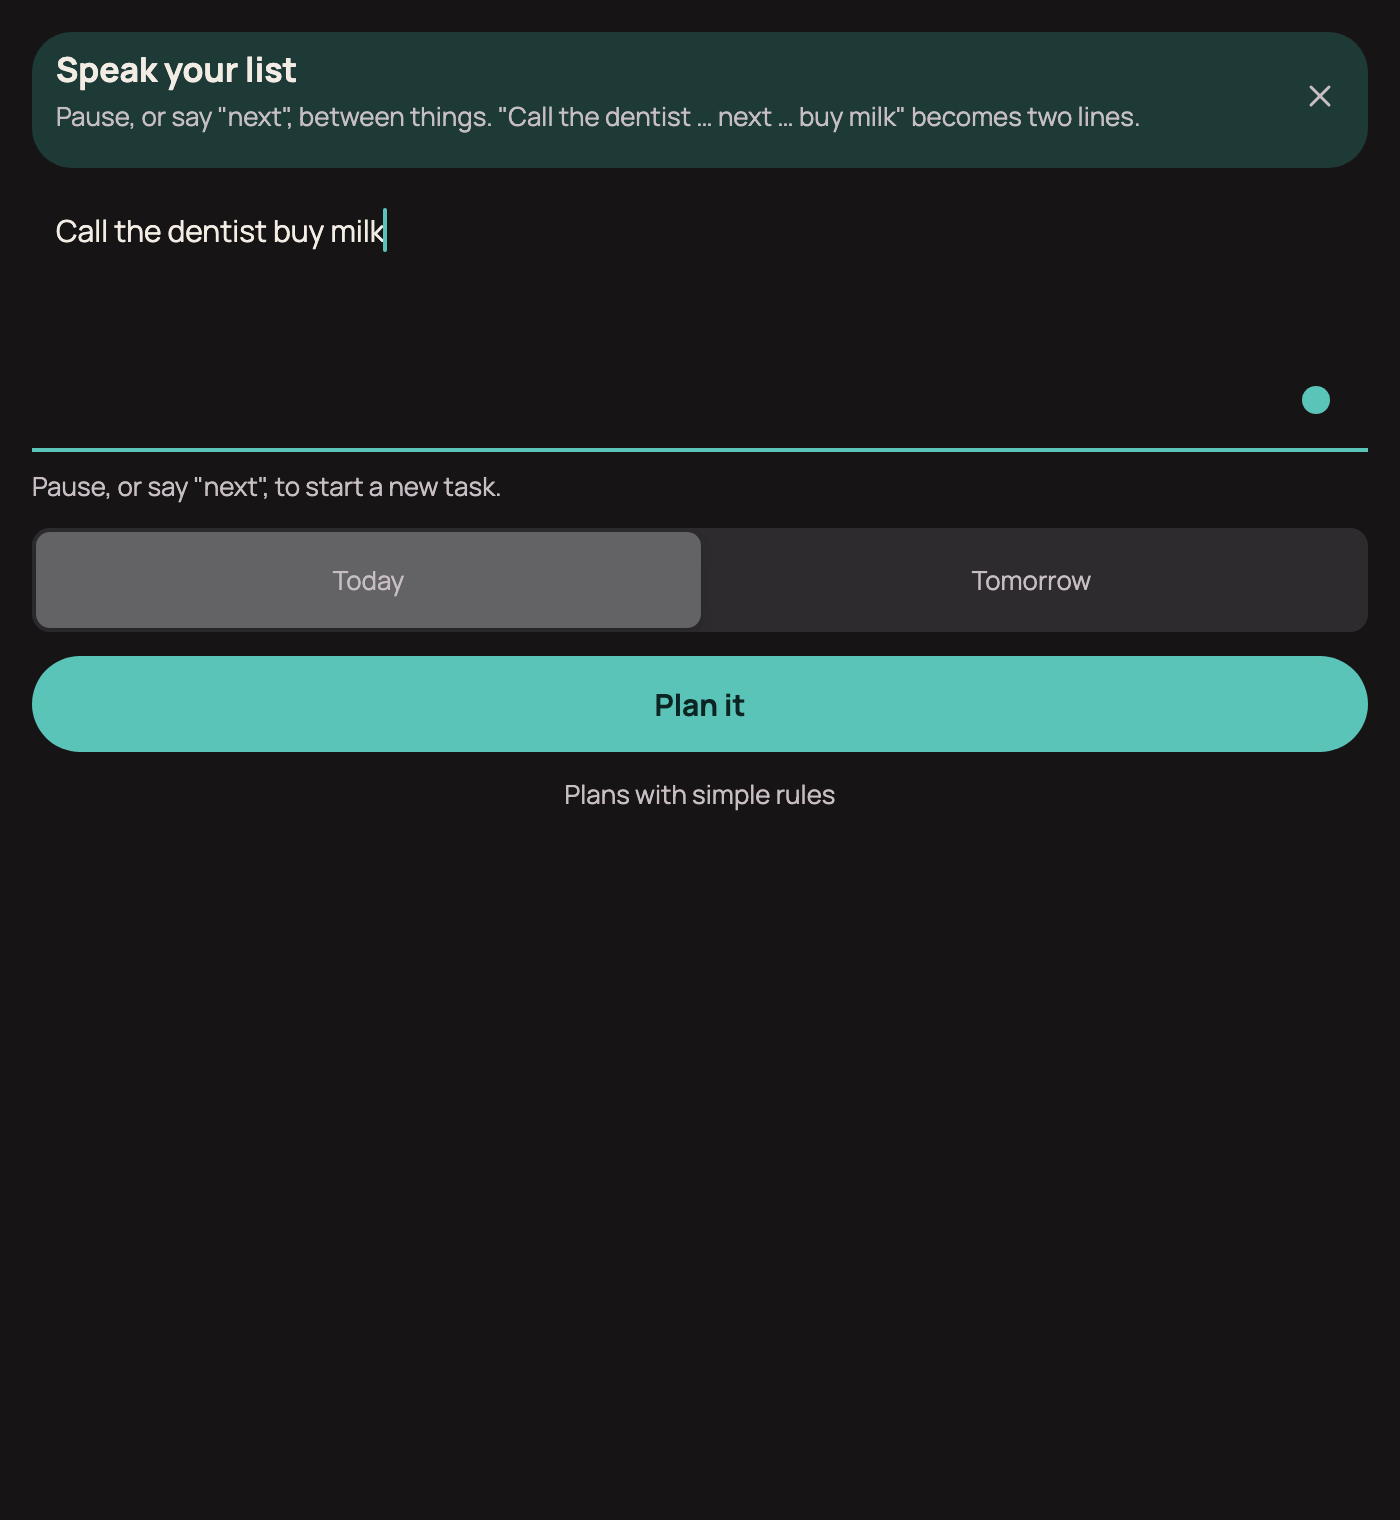 Speak your list
Pause, or say "next", between things. "Call the dentist ... next ... buy milk" becomes two lines.
Call the dentist buy milk
Pause, or say "next", to start a new task.
Today
Tomorrow
Plan it
Plans with simple rules